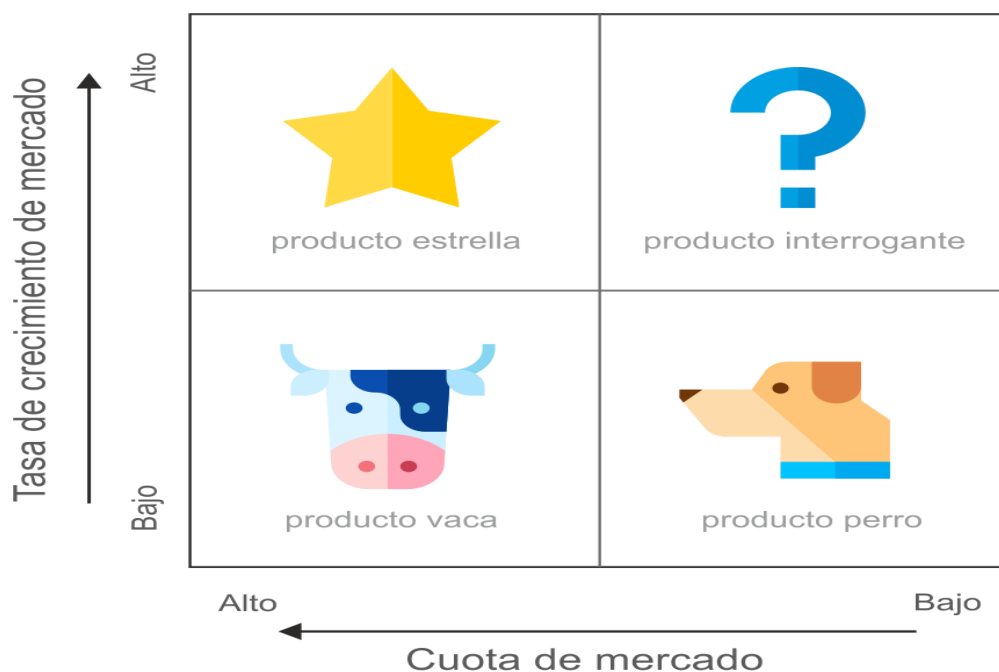 Tasa de crecimiento de mercado
Alto
producto estrella
producto interrogante
Bajo
producto vaca
producto perro
Alto
Bajo
Cuota de mercado